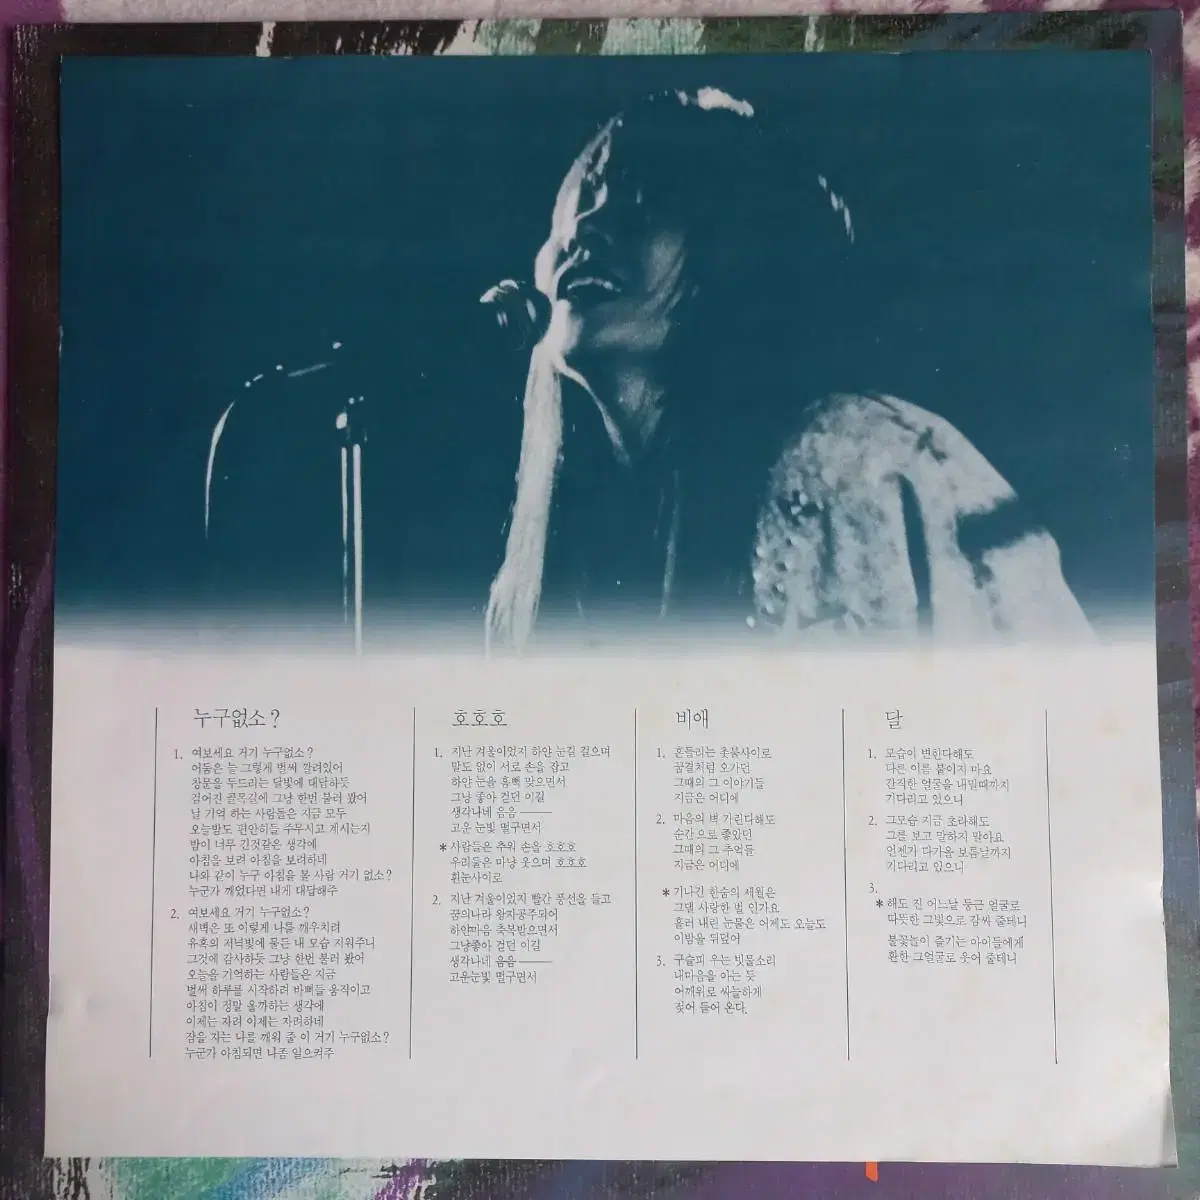 누구없소?
1. 여보세요 거기 누구없소?
어둠은 늘 그렇게 벌써 깔려있어
창문을 두드리는 달빛에 대답하듯
검어진 골목길에 그냥 한번 불러 봤어
날 기억 하는 사람들은 지금 모두
오늘밤도 편안히들 주무시고 계시는지
밤이 너무 긴것같은 생각에
아침을 보려 아침을 보려하네
나와 같이 누구 아침을 볼 사람 거기 없소?
누군가 깨었다면 내게 대답해주
2. 여보세요 거기 누구없소?
새벽은 또 이렇게 나를 깨우치려
유혹의 저녁빛에 물든 내 모습 지워주니
그것에 감사하듯 그냥 한번 불러 봤어
오늘을 기억하는 사람들은 지금
벌써 하루를 시작하려 바삐들 움직이고
아침이 정말 올까하는 생각에
이제는 자려 이제는 자려하네
잠을 자는 나를 깨워 줄 이 거기 누구없소?
누군가 아침되면 나좀 일으켜주
호호호
1. 지난 겨울이었지 하얀 눈길 걸으며
말도 없이 서로 손을 잡고
하얀 눈을 흠뻑 맞으면서
그냥 좋아 걷던 이길
생각나네 음음 ───
고운 눈빛 떨구면서
* 사람들은 추워 손을 호호호
우리둘은 마냥 웃으며 호호호
흰눈사이로
2. 지난 겨울이었지 빨간 풍선을 들고
꿈의나라 왕자공주되어
하얀마음 축복받으면서
그냥좋아 걷던 이길
생각나네 음음 ───
고운눈빛 떨구면서
비애
1. 흔들리는 촛불사이로
꿈결처럼 오가던
그때의 그 이야기들
지금은 어디에
2. 마음의 벽 가린다해도
순간으로 좋았던
그때의 그 추억들
지금은 어디에
* 기나긴 한숨의 세월은
그댈 사랑한 벌 인가요
흘러 내린 눈물은 어제도 오늘도
이밤을 뒤덮어
3. 구슬피 우는 빗물소리
내마음을 아는 듯
어깨위로 싸늘하게
젖어 들어 온다.
달
1. 모습이 변한다해도
다른 이름 붙이지 마요
간직한 얼굴을 내밀때까지
기다리고 있으니
2. 그모습 지금 초라해도
그를 보고 말하지 말아요
언젠가 다가올 보름날까지
기다리고 있으니
3.
* 해도 진 어느날 둥근 얼굴로
따뜻한 그빛으로 감싸 줄테니
불꽃놀이 즐기는 아이들에게
환한 그얼굴로 웃어 줄테니